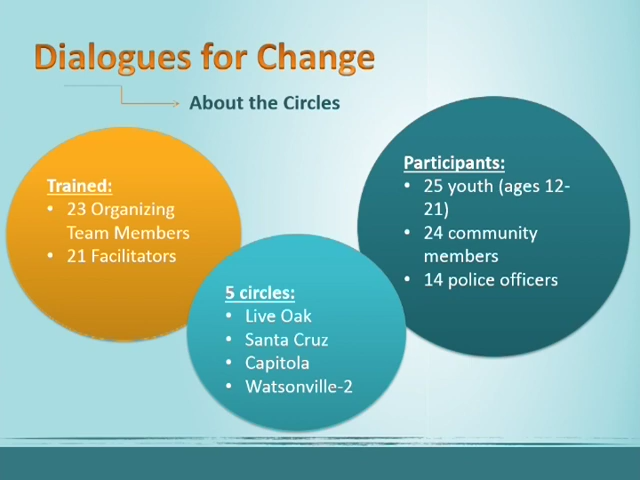 Dialogues for Change
About the Circles
Trained:
• 23 Organizing
Team Members
• 21 Facilitators
5 circles:
• Live Oak
• Santa Cruz
• Capitola
• Watsonville-2
Participants:
• 25 youth (ages 12-
21)
• 24 community
members
• 14 police officers